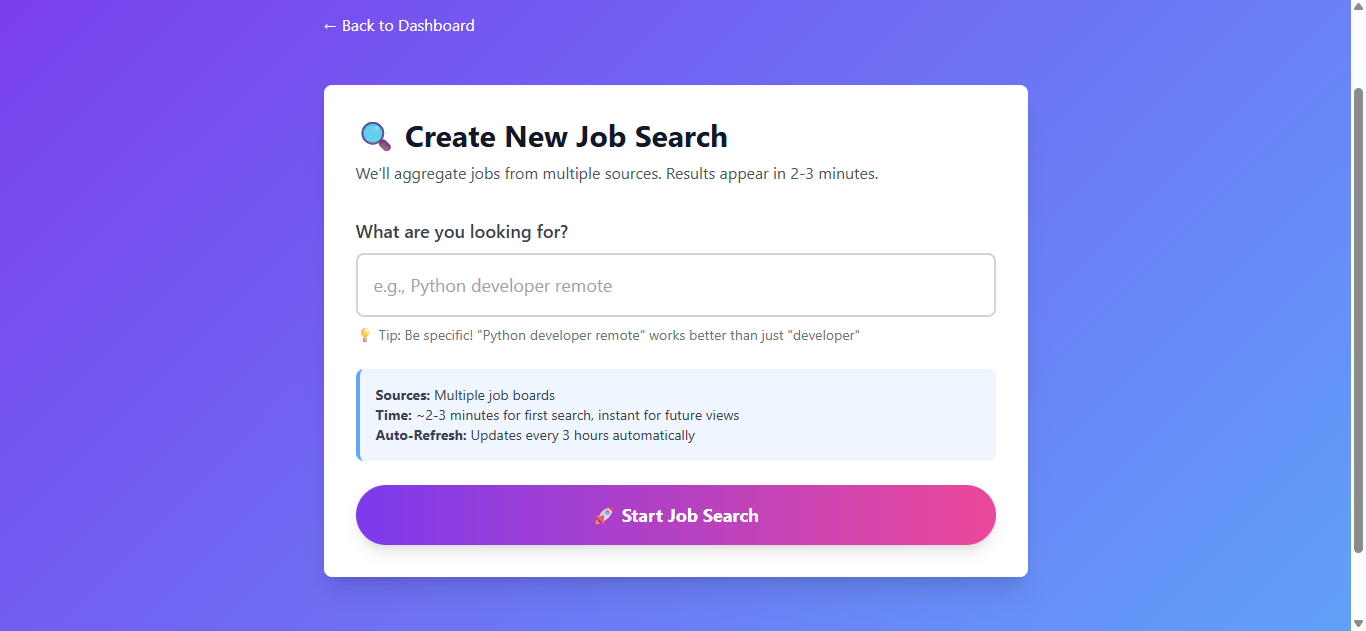 ← Back to Dashboard
🔍 Create New Job Search
We'll aggregate jobs from multiple sources. Results appear in 2-3 minutes.
What are you looking for?
e.g., Python developer remote
💡 Tip: Be specific! "Python developer remote" works better than just "developer"
Sources: Multiple job boards
Time: ~2-3 minutes for first search, instant for future views
Auto-Refresh: Updates every 3 hours automatically
🚀 Start Job Search